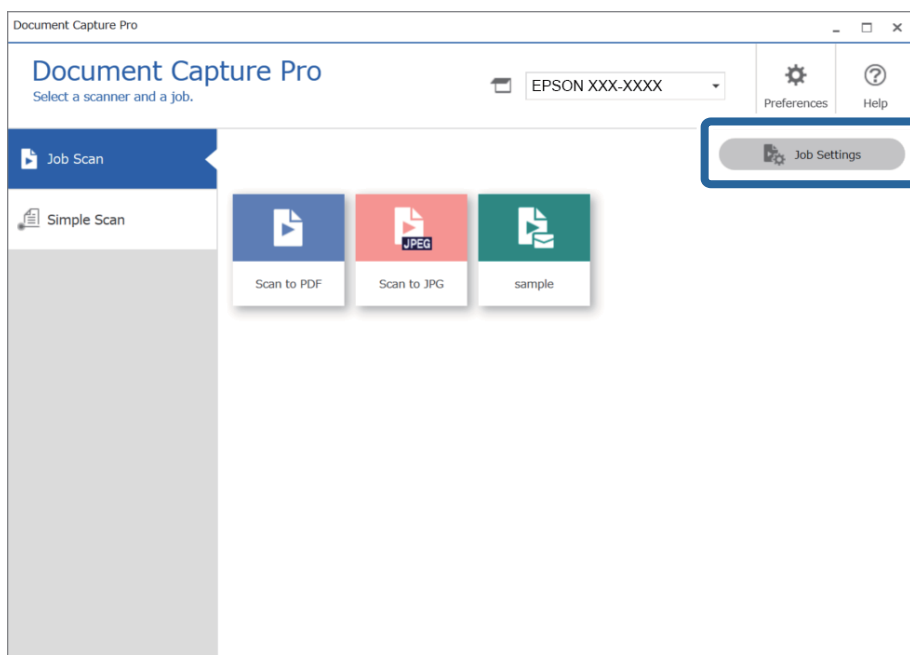 Document Capture Pro
Document Capture Pro
Select a scanner and a job.
EPSON XXX-XXXX
Preferences
Help
Job Scan
Job Settings
Simple Scan
JPEG
Scan to PDF
Scan to JPG
sample